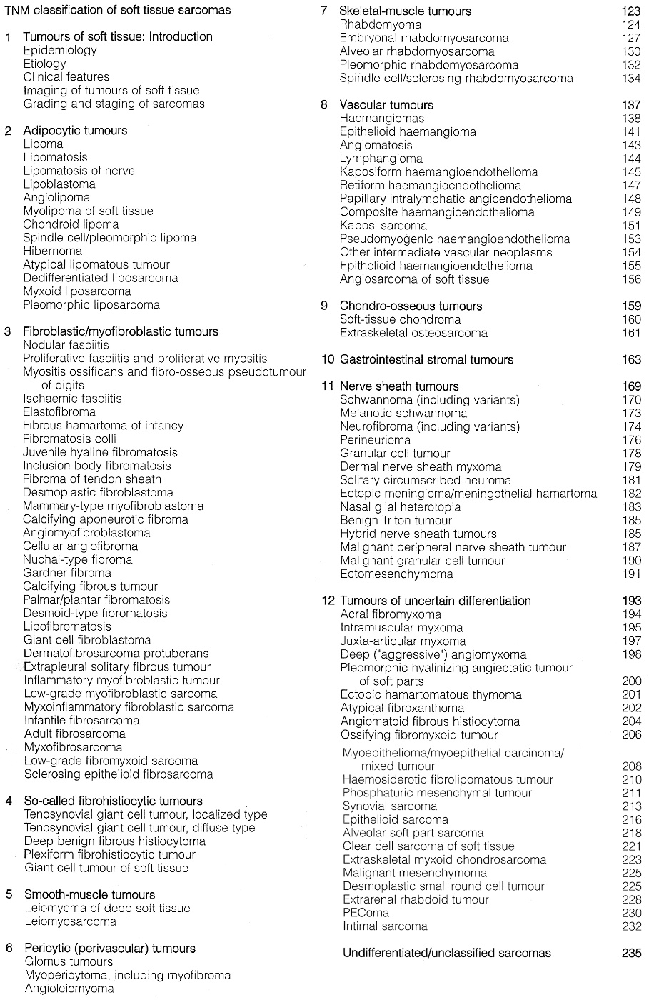 TNM classification of soft tissue sarcomas
1 Tumours of soft tissue: Introduction
Epidemiology
Etiology
Clinical features
Imaging of tumours of soft tissue
Grading and staging of sarcomas
2 Adipocytic tumours
Lipoma
Lipomatosis
Lipomatosis of nerve
Lipoblastoma
Angiolipoma
Myolipoma of soft tissue
Chondroid lipoma
Spindle cell/pleomorphic lipoma
Hibernoma
Atypical lipomatous tumour
Dedifferentiated liposarcoma
Myxoid liposarcoma
Pleomorphic liposarcoma
3 Fibroblastic/myofibroblastic tumours
Nodular fasciitis
Proliferative fasciitis and proliferative myositis
Myositis ossificans and fibro-osseous pseudotumour
of digits
Ischaemic fasciitis
Elastofibroma
Fibrous hamartoma of infancy
Fibromatosis colli
Juvenile hyaline fibromatosis
Inclusion body fibromatosis
Fibroma of tendon sheath
Desmoplastic fibroblastoma
Mammary-type myofibroblastoma
Calcifying aponeurotic fibroma
Angiomyofibroblastoma
Cellular angiofibroma
Nuchal-type fibroma
Gardner fibroma
Calcifying fibrous tumour
Palmar/plantar fibromatosis
Desmoid-type fibromatosis
Lipofibromatosis
Giant cell fibroblastoma
Dermatofibrosarcoma protuberans
Extrapleural solitary fibrous tumour
Inflammatory myofibroblastic tumour
Low-grade myofibroblastic sarcoma
Myxoinflammatory fibroblastic sarcoma
Infantile fibrosarcoma
Adult fibrosarcoma
Myxofibrosarcoma
Low-grade fibromyxoid sarcoma
Sclerosing epithelioid fibrosarcoma
4 So-called fibrohistiocytic tumours
Tenosynovial giant cell tumour, localized type
Tenosynovial giant cell tumour, diffuse type
Deep benign fibrous histiocytoma
Plexiform fibrohistiocytic tumour
Giant cell tumour of soft tissue
5 Smooth-muscle tumours
Leiomyoma of deep soft tissue
Leiomyosarcoma
6 Pericytic (perivascular) tumours
Glomus tumours
Myopericytoma, including myofibroma
Angioleiomyoma
7 Skeletal-muscle tumours 123
Rhabdomyoma 124
Embryonal rhabdomyosarcoma 127
Alveolar rhabdomyosarcoma 130
Pleomorphic rhabdomyosarcoma 132
Spindle cell/sclerosing rhabdomyosarcoma 134
8 Vascular tumours 137
Haemangiomas 138
Epithelioid haemangioma 141
Angiomatosis 143
Lymphangioma 144
Kaposiform haemangioendothelioma 145
Retiform haemangioendothelioma 147
Papillary intralymphatic angioendothelioma 148
Composite haemangioendothelioma 149
Kaposi sarcoma 151
Pseudomyogenic haemangioendothelioma 153
Other intermediate vascular neoplasms 154
Epithelioid haemangioendothelioma 155
Angiosarcoma of soft tissue 156
9 Chondro-osseous tumours 159
Soft-tissue chondroma 160
Extraskeletal osteosarcoma 161
10 Gastrointestinal stromal tumours 163
11 Nerve sheath tumours 169
Schwannoma (including variants) 170
Melanotic schwannoma 173
Neurofibroma (including variants) 174
Perineurioma 176
Granular cell tumour 178
Dermal nerve sheath myxoma 179
Solitary circumscribed neuroma 181
Ectopic meningioma/meningothelial hamartoma 182
Nasal glial heterotopia 183
Benign Triton tumour 185
Hybrid nerve sheath tumours 185
Malignant peripheral nerve sheath tumour 187
Malignant granular cell tumour 190
Ectomesenchymoma 191
12 Tumours of uncertain differentiation 193
Acral fibromyxoma 194
Intramuscular myxoma 195
Juxta-articular myxoma 197
Deep ("aggressive") angiomyxoma 198
Pleomorphic hyalinizing angiectatic tumour
of soft parts 200
Ectopic hamartomatous thymoma 201
Atypical fibroxanthoma 202
Angiomatoid fibrous histiocytoma 204
Ossifying fibromyxoid tumour 206
Myoepithelioma/myoepithelial carcinoma/
mixed tumour 208
Haemosiderotic fibrolipomatous tumour 210
Phosphaturic mesenchymal tumour 211
Synovial sarcoma 213
Epithelioid sarcoma 216
Alveolar soft part sarcoma 218
Clear cell sarcoma of soft tissue 221
Extraskeletal myxoid chondrosarcoma 223
Malignant mesenchymoma 225
Desmoplastic small round cell tumour 225
Extrarenal rhabdoid tumour 228
PEComa 230
Intimal sarcoma 232
Undifferentiated/unclassified sarcomas 235